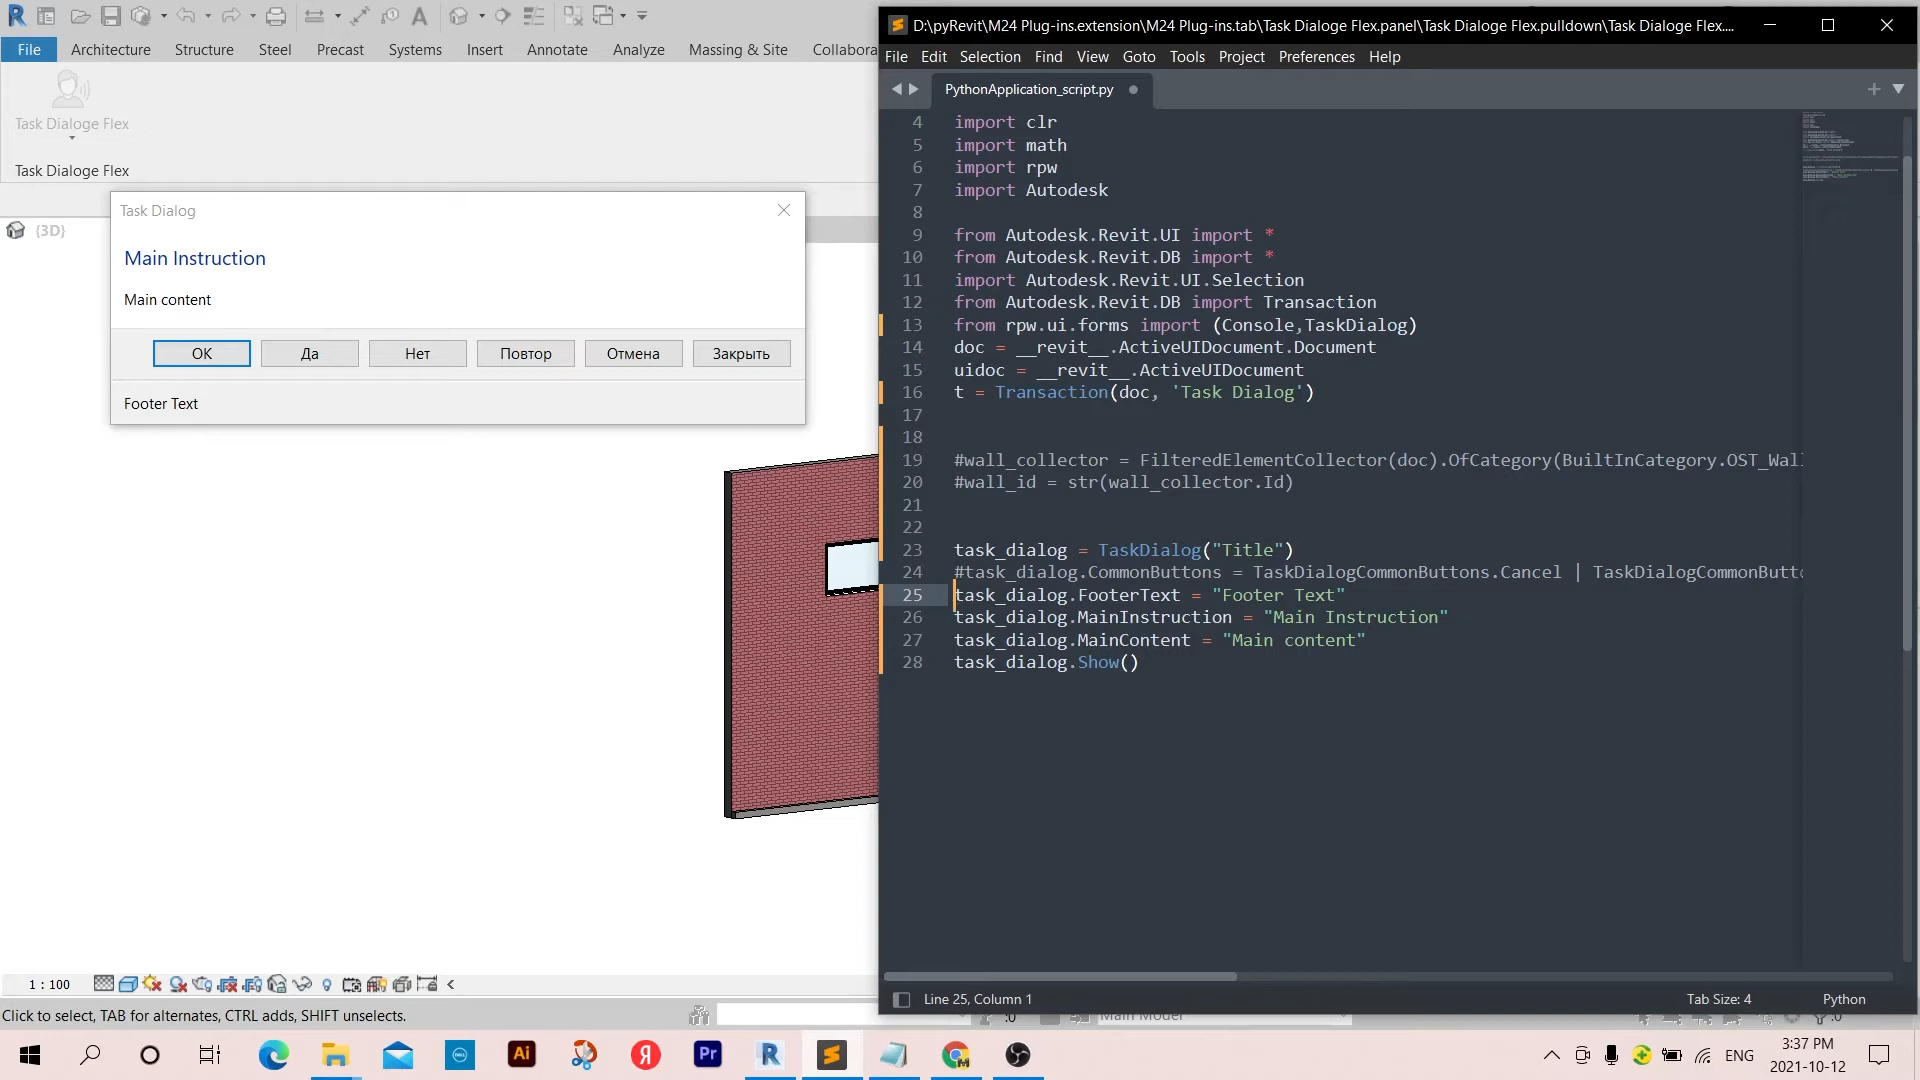 File
Architecture
Structure
Steel
Precast
Systems
Insert
Annotate
Analyze
Massing & Site
Collabora
Task Dialoge Flex
Task Dialoge Flex
{3D}
Task Dialog
Main Instruction
Main content
OK
Да
Нет
Повтор
Отмена
Закрыть
Footer Text
1 : 100
Click to select, TAB for alternates, CTRL adds, SHIFT unselects.
D:\pyRevit\M24 Plug-ins.extension\M24 Plug-ins.tab\Task Dialoge Flex.panel\Task Dialoge Flex.pulldown\Task Dialoge Flex....
File Edit Selection Find View Goto Tools Project Preferences Help
PythonApplication_script.py
4 import clr
5 import math
6 import rpw
7 import Autodesk
8
9 from Autodesk.Revit.UI import *
10 from Autodesk.Revit.DB import *
11 import Autodesk.Revit.UI.Selection
12 from Autodesk.Revit.DB import Transaction
13 from rpw.ui.forms import (Console,TaskDialog)
14 doc = __revit__.ActiveUIDocument.Document
15 uidoc = __revit__.ActiveUIDocument
16 t = Transaction(doc, 'Task Dialog')
17
18
19 #wall_collector = FilteredElementCollector(doc).OfCategory(BuiltInCategory.OST_Wal
20 #wall_id = str(wall_collector.Id)
21
22
23 task_dialog = TaskDialog("Title")
24 #task_dialog.CommonButtons = TaskDialogCommonButtons.Cancel | TaskDialogCommonButto
25 task_dialog.FooterText = "Footer Text"
26 task_dialog.MainInstruction = "Main Instruction"
27 task_dialog.MainContent = "Main content"
28 task_dialog.Show()
Line 25, Column 1
Tab Size: 4
Python
:0
Main Model
:0
Ai
Я
Pr
R
ENG
3:37 PM
2021-10-12